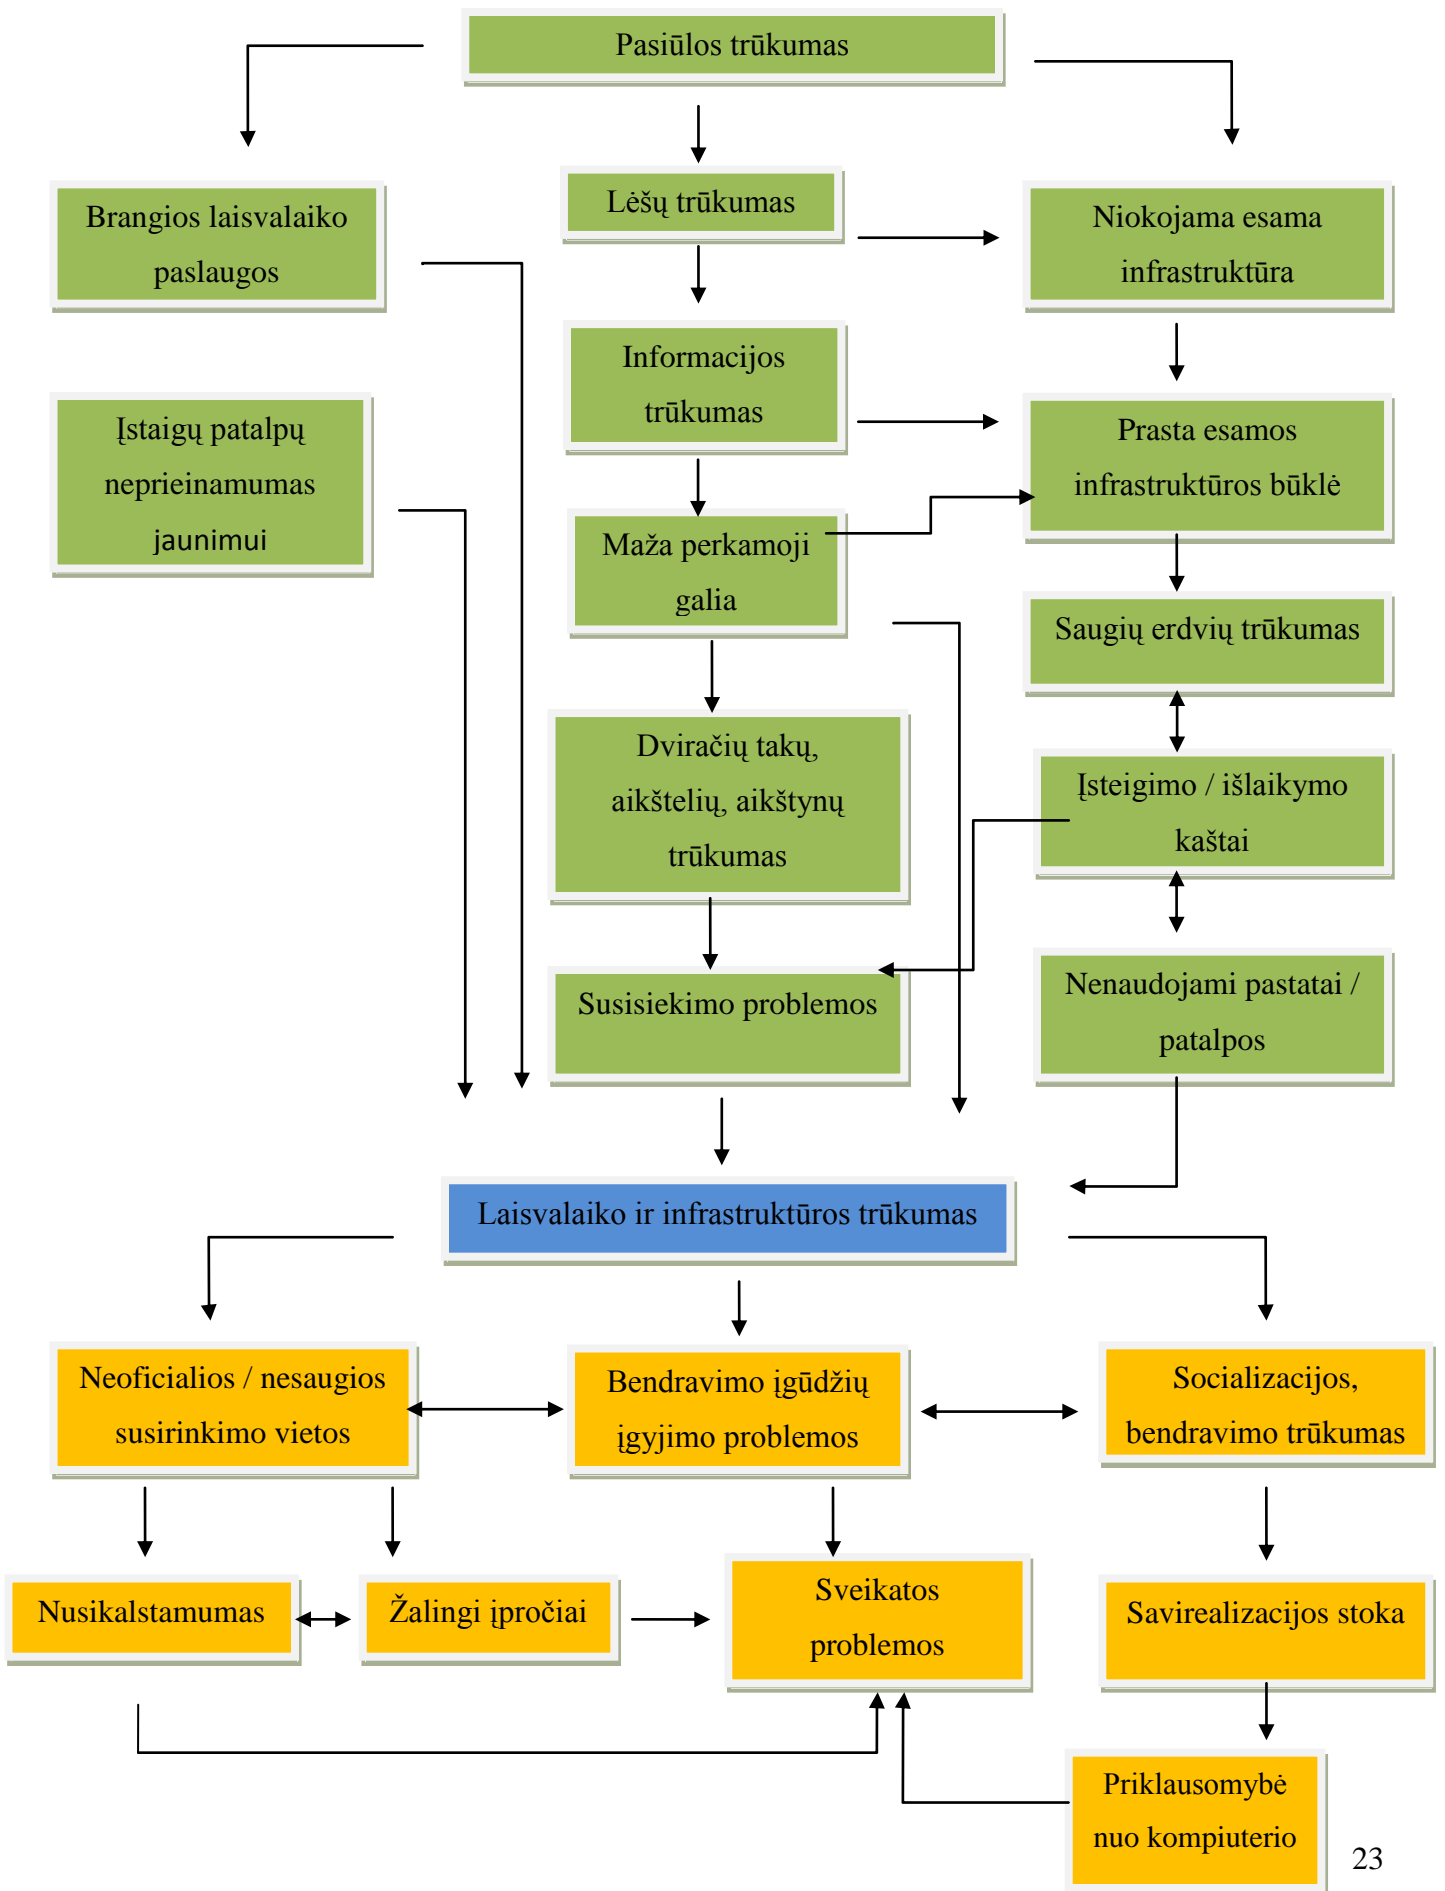 Pasiūlos trūkumas
Brangios laisvalaiko
paslaugos
Lėšų trūkumas
Niokojama esama
infrastruktūra
Informacijos
trūkumas
Įstaigų patalpų
neprieinamumas
jaunimui
Prasta esamos
infrastruktūros būklė
Maža perkamoji
galia
Saugių erdvių trūkumas
Dviračių takų,
aikštelių, aikštynų
trūkumas
Įsteigimo / išlaikymo
kaštai
Susisiekimo problemos
Nenaudojami pastatai /
patalpos
Laisvalaiko ir infrastruktūros trūkumas
Neoficialios / nesaugios
susirinkimo vietos
Bendravimo įgūdžių
įgyjimo problemos
Socializacijos,
bendravimo trūkumas
Nusikalstamumas
Žalingi įpročiai
Sveikatos
problemos
Savirealizacijos stoka
Priklausomybė
nuo kompiuterio
23